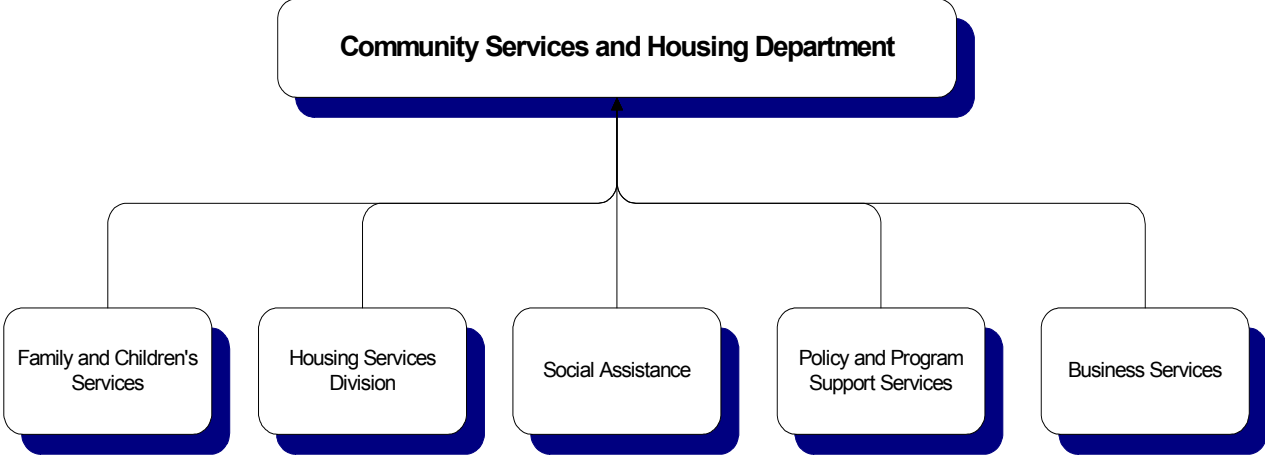 Community Services and Housing Department
Family and Children's
Services
Housing Services
Division
Social Assistance
Policy and Program
Support Services
Business Services